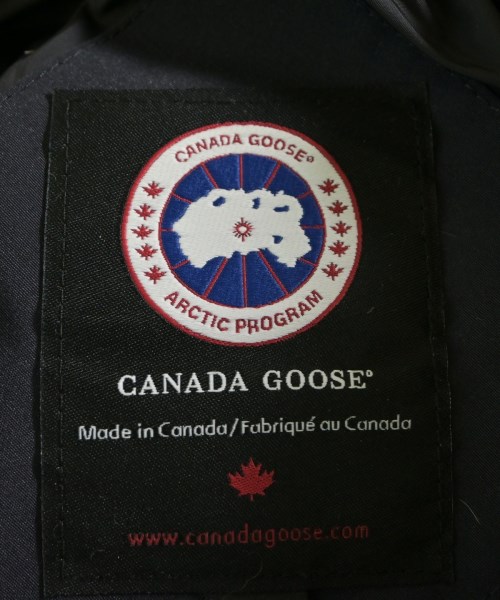 CANADA GOOSE®
ARCTIC PROGRAM
CANADA GOOSE®
Made in Canada/Fabriqué au Canada
www.canadagoose.com